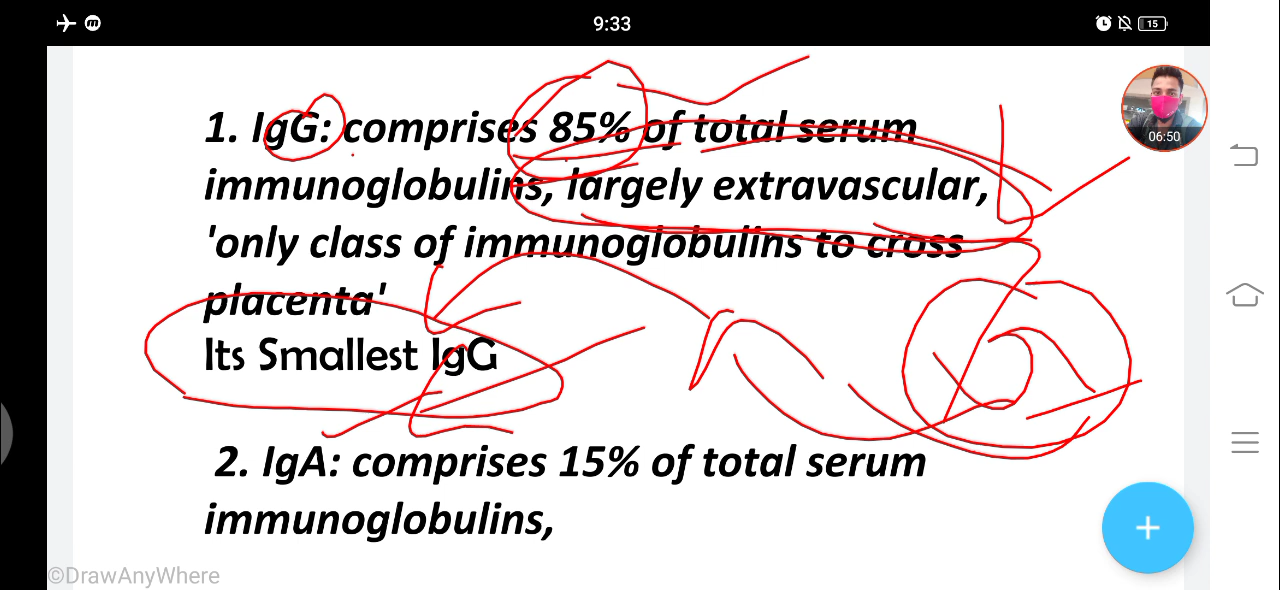 9:33
15
06:50
1. IgG: comprises 85% of total serum
immunoglobulins, largely extravascular,
'only class of immunoglobulins to cross
placenta'
Its Smallest IgG
2. IgA: comprises 15% of total serum
immunoglobulins,
©DrawAnyWhere